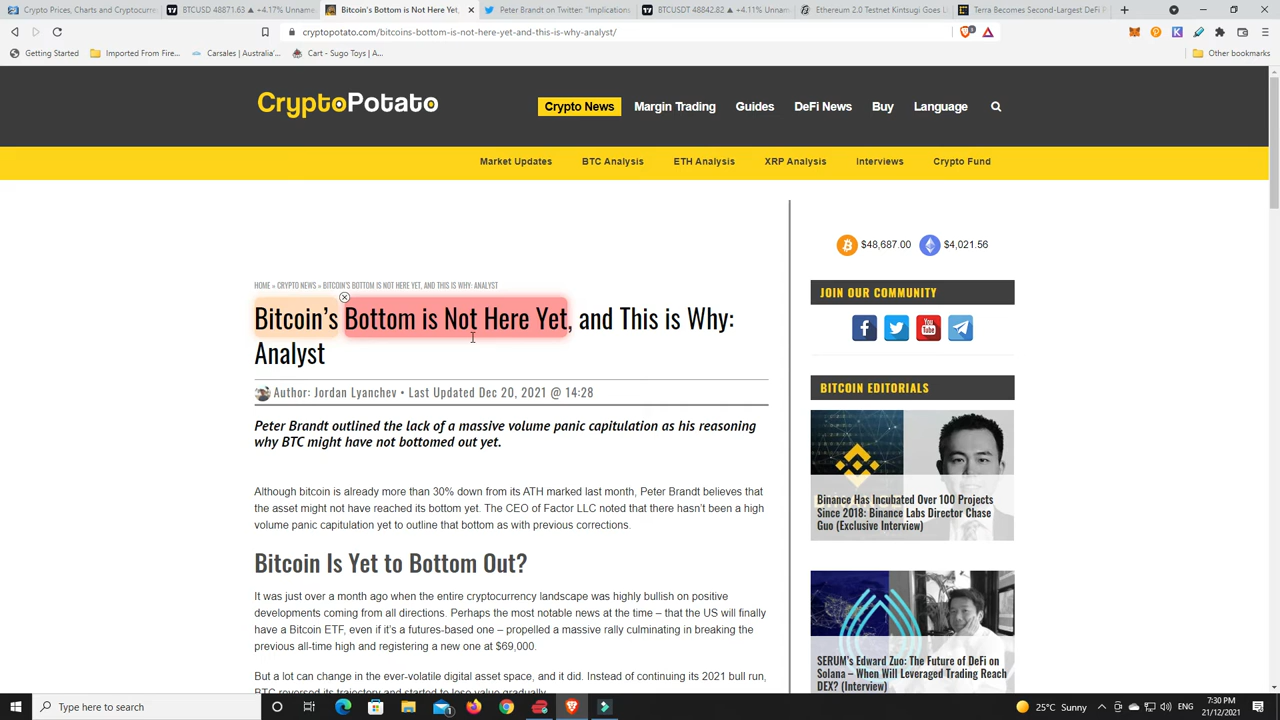 Crypto Prices, Charts and Cryptocurr
BTCUSD 48871.63 ▲ +4.17% Unname
Bitcoin's Bottom is Not Here Yet,
Peter Brandt on Twitter: "Implication
BTCUSDT 48842.82 ▲ +4.11% Unnam
Ethereum 2.0 Testnet Kintsugi Goes L
Terra Becomes Second-Largest DeFi P
cryptopotato.com/bitcoins-bottom-is-not-here-yet-and-this-is-why-analyst/
Getting Started
Imported From Fire...
Carsales (Australia'...
Cart - Sugo Toys | A...
Other bookmarks
CryptoPotato
Crypto News
Margin Trading
Guides
DeFi News
Buy
Language
Market Updates
BTC Analysis
ETH Analysis
XRP Analysis
Interviews
Crypto Fund
HOME » CRYPTO NEWS » BITCOIN'S BOTTOM IS NOT HERE YET, AND THIS IS WHY: ANALYST
Bitcoin's Bottom is Not Here Yet, and This is Why:
Analyst
Author: Jordan Lyanchev • Last Updated Dec 20, 2021 @ 14:28
Peter Brandt outlined the lack of a massive volume panic capitulation as his reasoning
why BTC might have not bottomed out yet.
Although bitcoin is already more than 30% down from its ATH marked last month, Peter Brandt believes that
the asset might not have reached its bottom yet. The CEO of Factor LLC noted that there hasn't been a high
volume panic capitulation yet to outline that bottom as with previous corrections.
Bitcoin Is Yet to Bottom Out?
It was just over a month ago when the entire cryptocurrency landscape was highly bullish on positive
developments coming from all directions. Perhaps the most notable news at the time – that the US will finally
have a Bitcoin ETF, even if it's a futures-based one – propelled a massive rally culminating in breaking the
previous all-time high and registering a new one at $69,000.
But a lot can change in the ever-volatile digital asset space, and it did. Instead of continuing its 2021 bull run,
BTC reversed its trajectory and started to lose value gradually.
$48,687.00
$4,021.56
JOIN OUR COMMUNITY
You
Tube
BITCOIN EDITORIALS
Binance Has Incubated Over 100 Projects
Since 2018: Binance Labs Director Chase
Guo (Exclusive Interview)
SERUM's Edward Zuo: The Future of DeFi on
Solana – When Will Leveraged Trading Reach
DEX? (Interview)
Type here to search
25°C Sunny
ENG
7:30 PM
21/12/2021